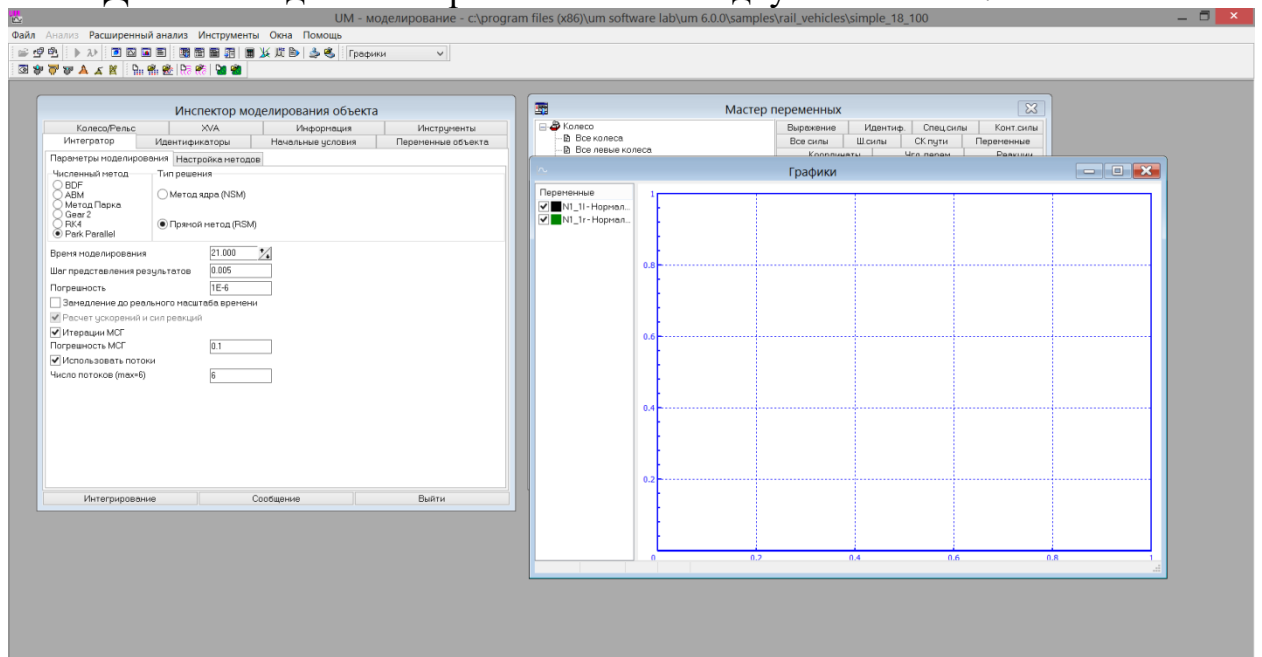 UM - моделирование - c:\program files (x86)\um software lab\um 6.0.0\samples\rail_vehicles\simple_18_100
Файл Анализ Расширенный анализ Инструменты Окна Помощь
Графики
Инспектор моделирования объекта
Колесо/Рельс XVA Информация Инструменты
Интегратор Идентификаторы Начальные условия Переменные объекта
Параметры моделирования Настройка методов
Численный метод Тип решения
BDF
ABM
Метод Парка
Gear 2
RK4
Park Parallel
Метод ядра (NSM)
Прямой метод (RSM)
Время моделирования 21.000
Шаг представления результатов 0.005
Погрешность 1E-6
Замедление до реального масштаба времени
Расчет ускорений и сил реакций
Итерации МСГ
Погрешность МСГ 0.1
Использовать потоки
Число потоков (max=6) 6
Интегрирование Сообщение Выйти
Мастер переменных
Колесо
Все колеса
Все левые колеса
Выражение Идентиф. Спец.силы Конт.силы
Все силы Ш.силы СК пути Переменные
Координаты Угл.перем. Реакции
Графики
Переменные
N1_1l - Нормал...
N1_1r - Нормал...
1
0.8
0.6
0.4
0.2
0 0.2 0.4 0.6 0.8 1